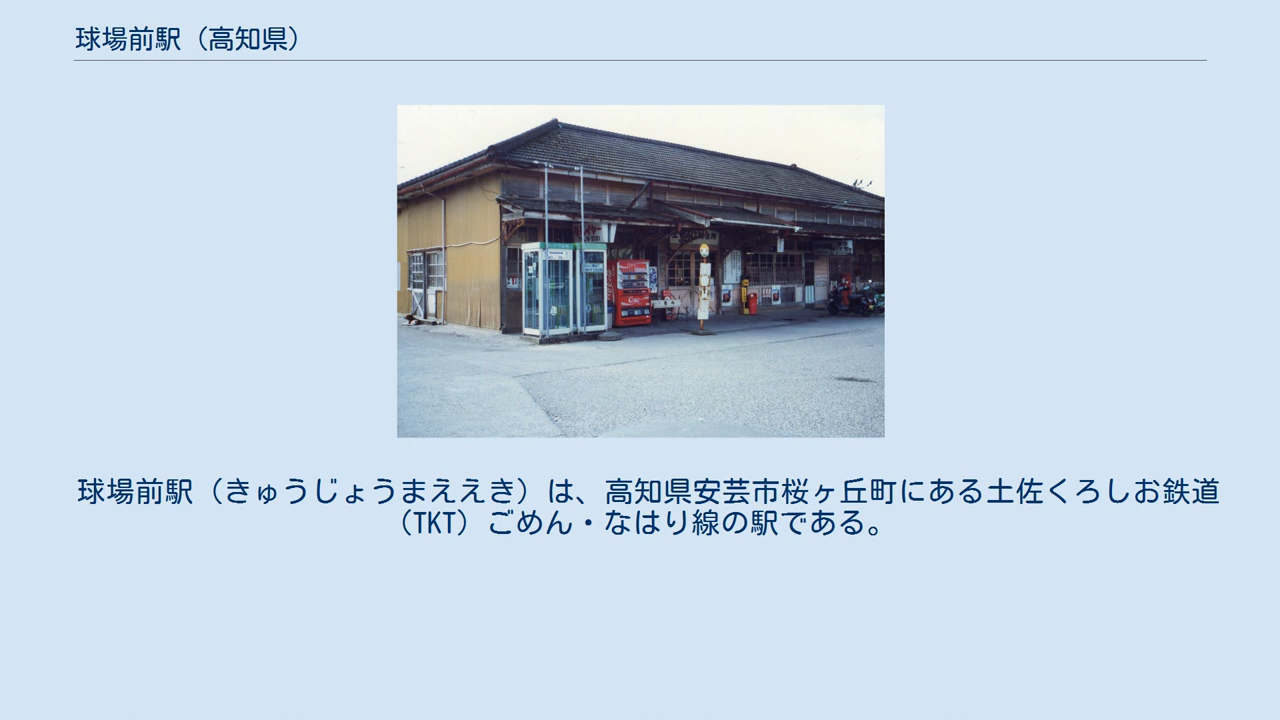 球場前駅（高知県）
球場前駅（きゅうじょうまええき）は、高知県安芸市桜ヶ丘町にある土佐くろしお鉄道
（TKT）ごめん・なはり線の駅である。